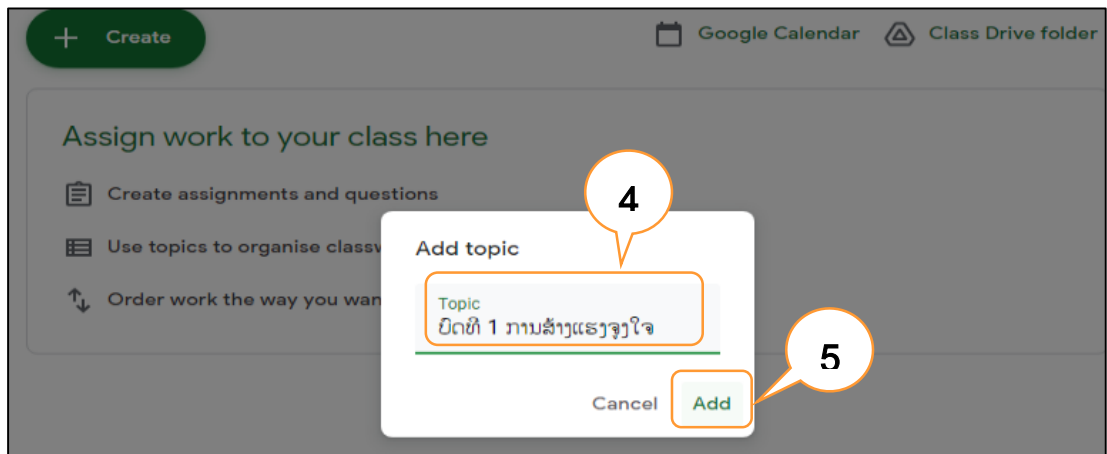 + Create
Google Calendar
Class Drive folder
Assign work to your class here
Create assignments and questions
Use topics to organise classw
Order work the way you wan
4
Add topic
Topic
ບົດທີ 1 ການສ້າງແຮງຈູງໃຈ
5
Cancel
Add